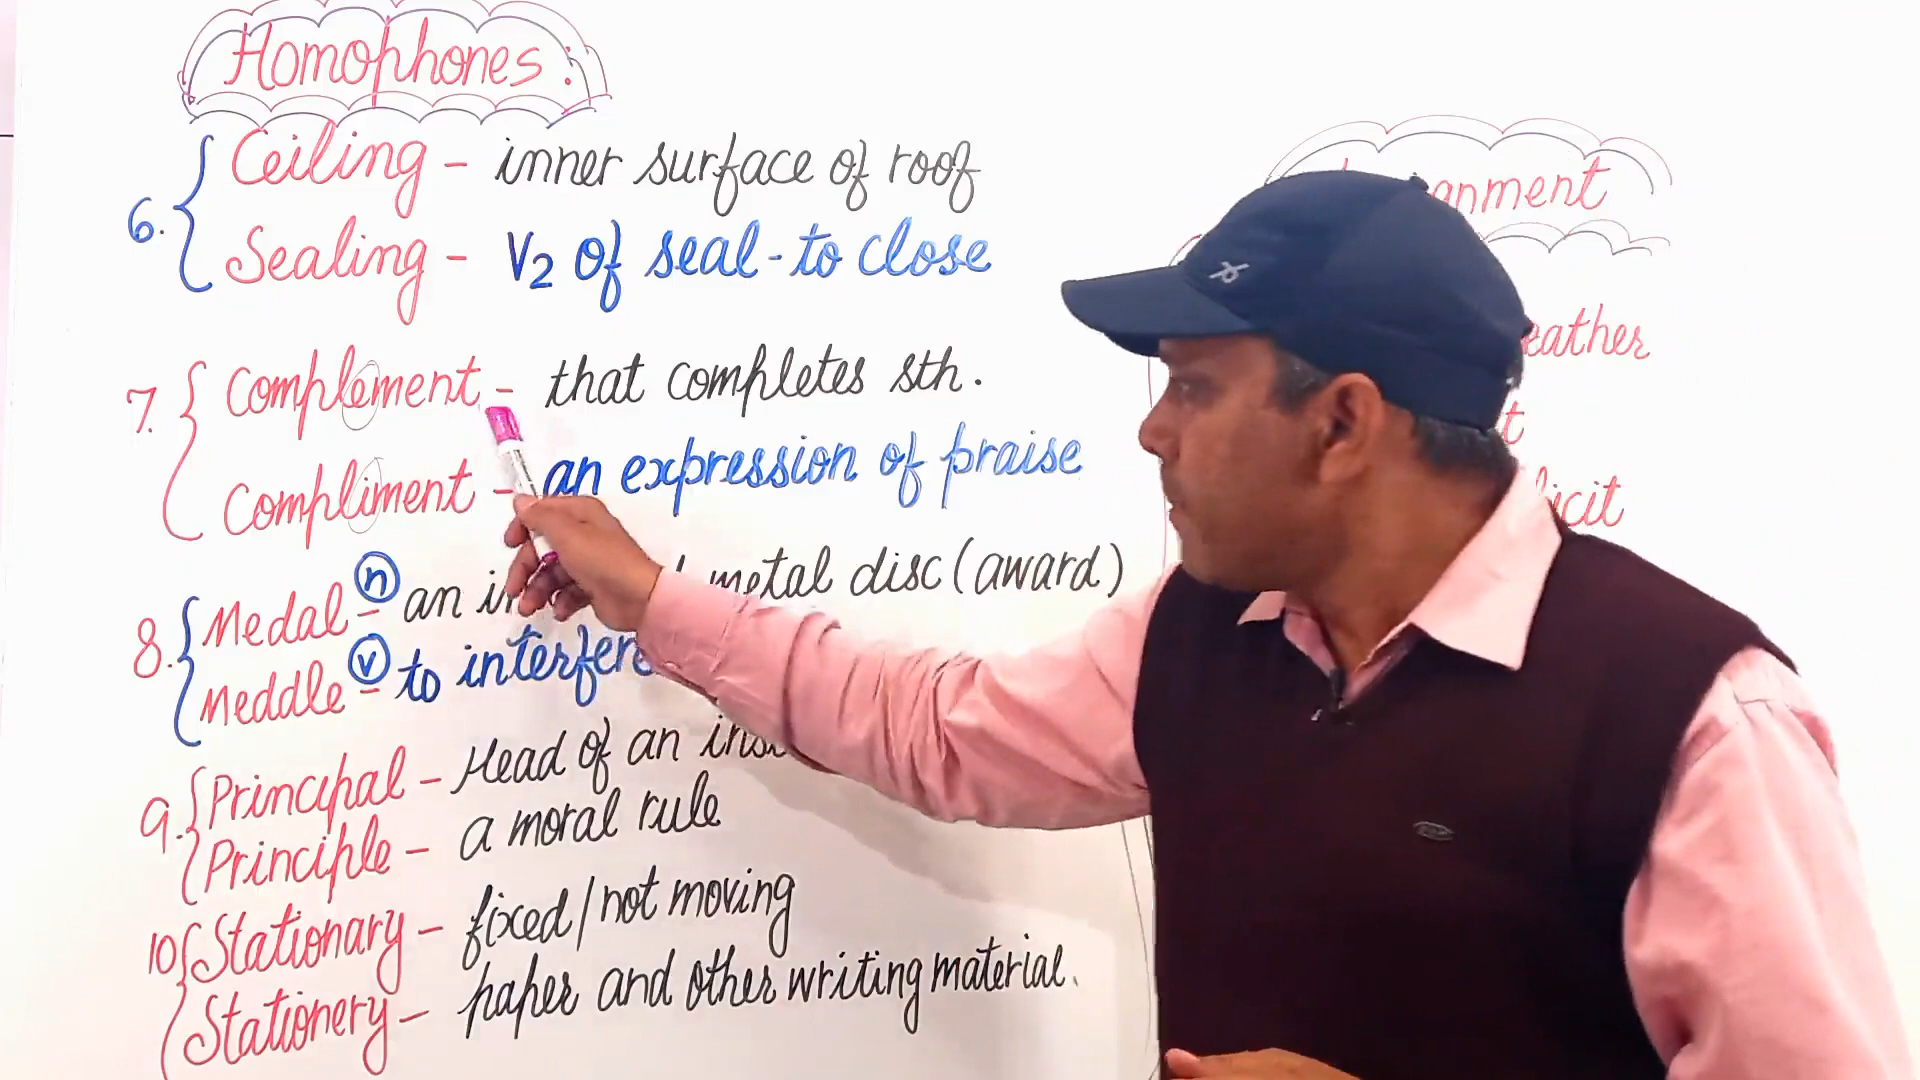 Homophones:
6. Ceiling - inner surface of roof
Sealing - V2 of seal - to close
7. Complement - that completes sth.
Compliment - an expression of praise
8. Medal (n) - an metal disc (award)
Meddle (v) - to interfere
9. Principal - Head of an
Principle - a moral rule
10 Stationary - fixed/not moving
Stationery - paper and other writing material.